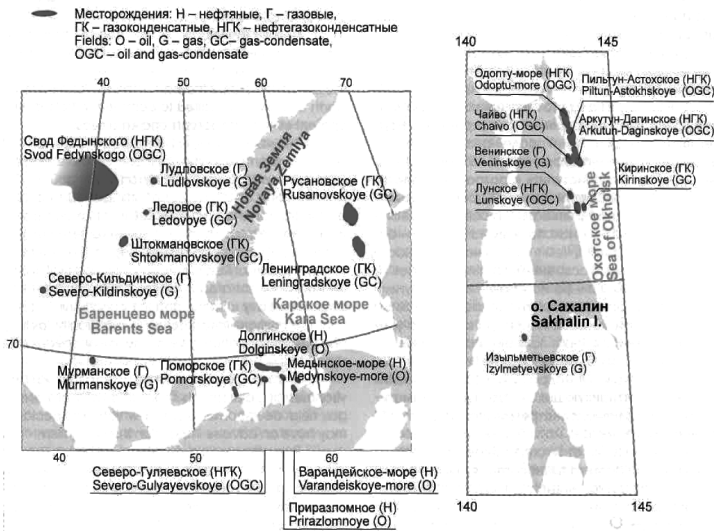 Месторождения: Н – нефтяные, Г – газовые,
ГК – газоконденсатные, НГК – нефтегазоконденсатные
Fields: O – oil, G – gas, GC– gas-condensate,
OGC – oil and gas-condensate
40
50
60
70
Свод Федынского (НГК)
Svod Fedynskogo (OGC)
Лудловское (Г)
Ludlovskoye (G)
Новая Земля
Novaya Zemlya
Русановское (ГК)
Rusanovskoye (GC)
Ледовое (ГК)
Ledovoye (GC)
Штокмановское (ГК)
Shtokmanovskoye (GC)
Ленинградское (ГК)
Leningradskoye (GC)
Северо-Кильдинское (Г)
Severo-Kildinskoye (G)
Баренцево море
Barents Sea
Карское море
Kara Sea
70
Долгинское (Н)
Dolginskoye (O)
Мурманское (Г)
Murmanskoye (G)
Поморское (ГК)
Pomorskoye (GC)
Медынское-море (Н)
Medynskoye-more (O)
40
50
60
Северо-Гуляевское (НГК)
Severo-Gulyayevskoye (OGC)
Варандейское-море (Н)
Varandeiskoye-more (O)
Приразломное (Н)
Prirazlomnoye (O)
140
145
Одопту-море (НГК)
Odoptu-more (OGC)
Пильтун-Астохское (НГК)
Piltun-Astokhskoye (OGC)
Чайво (НГК)
Chaivo (OGC)
Аркутун-Дагинское (НГК)
Arkutun-Daginskoye (OGC)
Венинское (Г)
Veninskoye (G)
Киринское (ГК)
Kirinskoye (GC)
Лунское (НГК)
Lunskoye (OGC)
Охотское море
Sea of Okhotsk
о. Сахалин
Sakhalin I.
Изыльметьевское (Г)
Izylmetyevskoye (G)
140
145